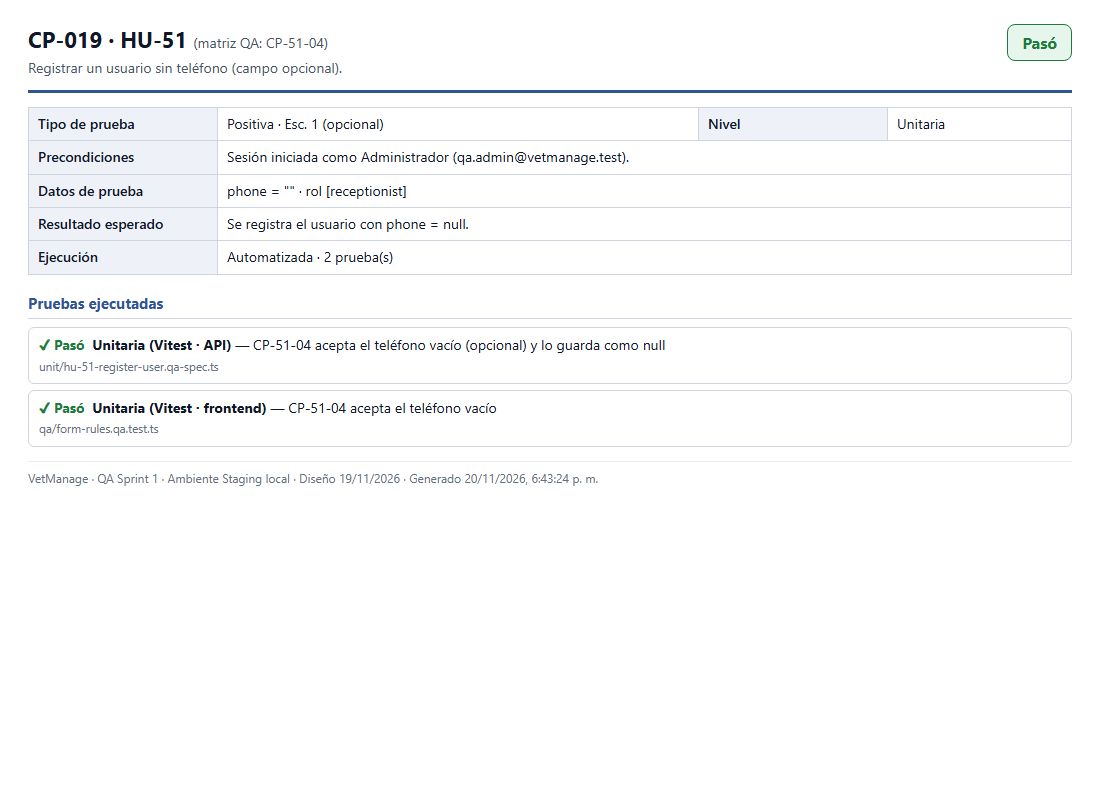 CP-019 · HU-51 (matriz QA: CP-51-04)
Pasó
Registrar un usuario sin teléfono (campo opcional).
Tipo de prueba Positiva · Esc. 1 (opcional) Nivel Unitaria
Precondiciones Sesión iniciada como Administrador (qa.admin@vetmanage.test).
Datos de prueba phone = "" · rol [receptionist]
Resultado esperado Se registra el usuario con phone = null.
Ejecución Automatizada · 2 prueba(s)
Pruebas ejecutadas
✓ Pasó Unitaria (Vitest · API) — CP-51-04 acepta el teléfono vacío (opcional) y lo guarda como null
unit/hu-51-register-user.qa-spec.ts
✓ Pasó Unitaria (Vitest · frontend) — CP-51-04 acepta el teléfono vacío
qa/form-rules.qa.test.ts
VetManage · QA Sprint 1 · Ambiente Staging local · Diseño 19/11/2026 · Generado 20/11/2026, 6:43:24 p. m.